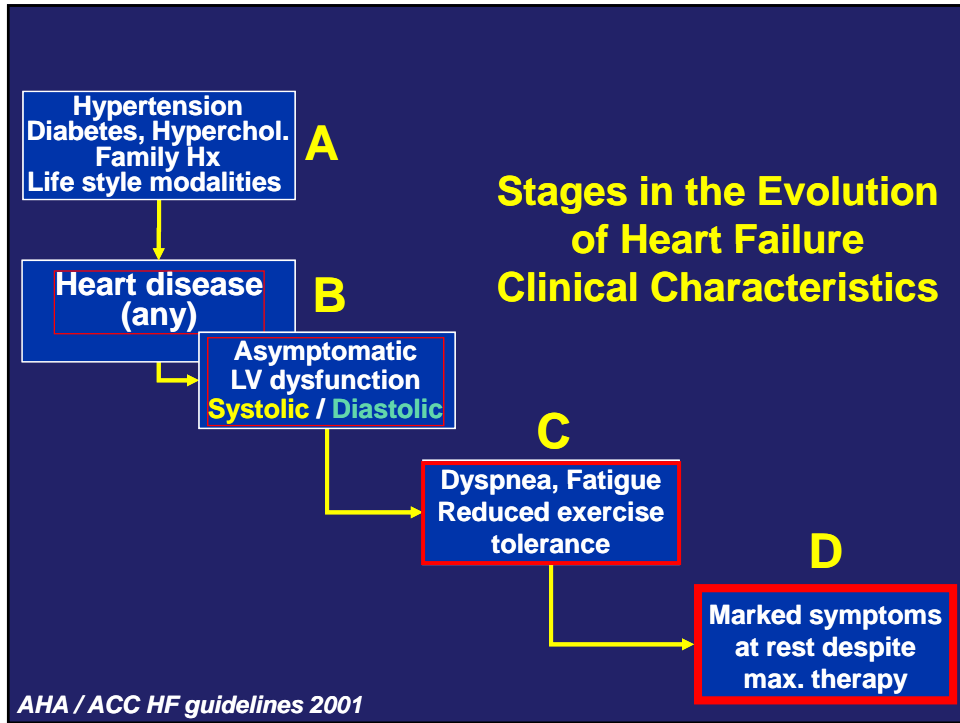 Hypertension
Diabetes, Hyperchol.
Family Hx
Life style modalities
A
Stages in the Evolution
of Heart Failure
Clinical Characteristics
Heart disease
(any)
B
Asymptomatic
LV dysfunction
Systolic / Diastolic
C
Dyspnea, Fatigue
Reduced exercise
tolerance
D
Marked symptoms
at rest despite
max. therapy
AHA / ACC HF guidelines 2001